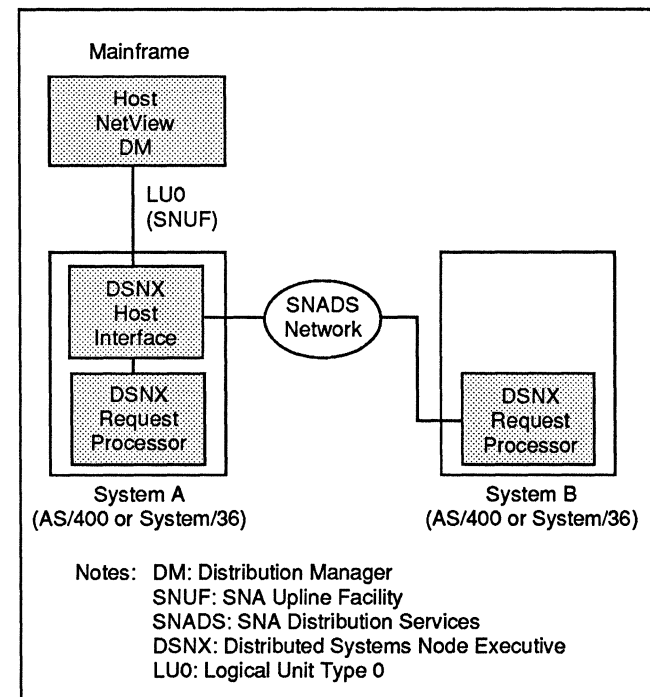 Mainframe
Host
NetView
DM
LU0
(SNUF)
DSNX
Host
Interface
SNADS
Network
DSNX
Request
Processor
DSNX
Request
Processor
System A
(AS/400 or System/36)
System B
(AS/400 or System/36)
Notes: DM: Distribution Manager
SNUF: SNA Upline Facility
SNADS: SNA Distribution Services
DSNX: Distributed Systems Node Executive
LU0: Logical Unit Type 0